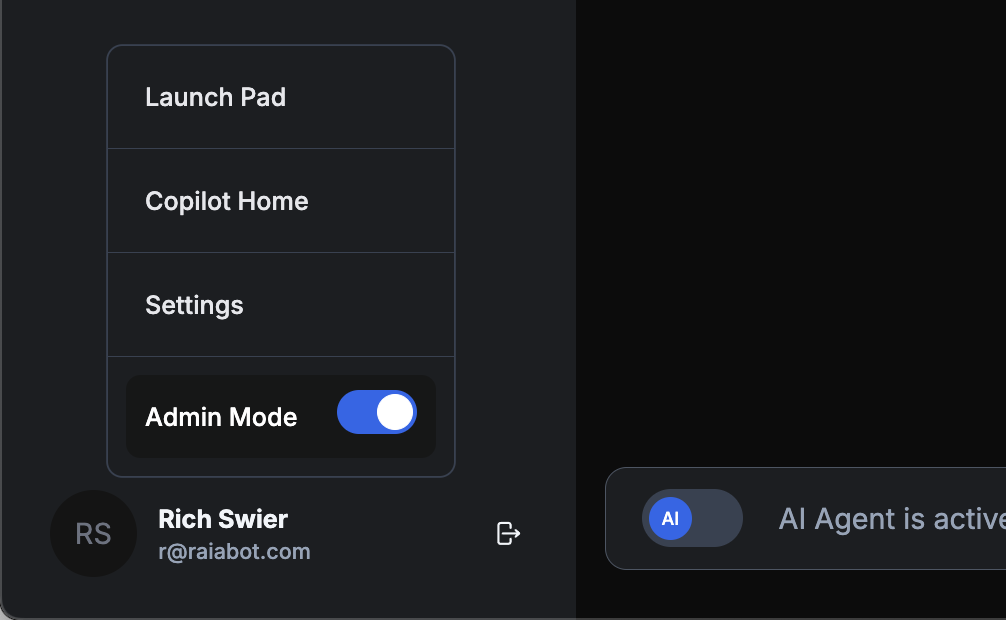 Launch Pad
Copilot Home
Settings
Admin Mode
RS
Rich Swier
r@raiabot.com
AI
AI Agent is active